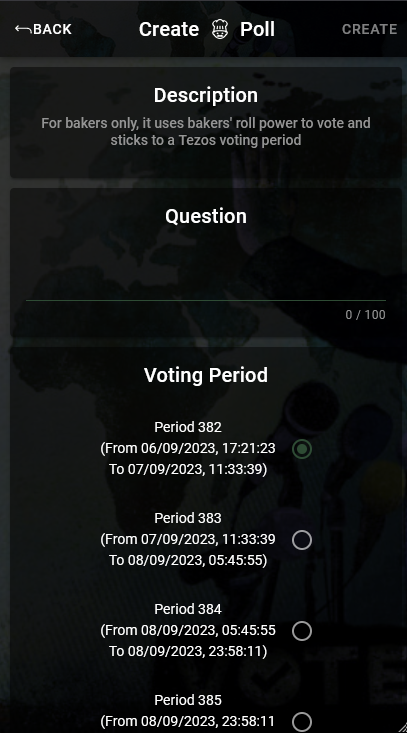 BACK
Create Poll
CREATE
Description
For bakers only, it uses bakers' roll power to vote and
sticks to a Tezos voting period
Question
0 / 100
Voting Period
Period 382
(From 06/09/2023, 17:21:23
To 07/09/2023, 11:33:39)
Period 383
(From 07/09/2023, 11:33:39
To 08/09/2023, 05:45:55)
Period 384
(From 08/09/2023, 05:45:55
To 08/09/2023, 23:58:11)
VOTE
Period 385
(From 08/09/2023, 23:58:11